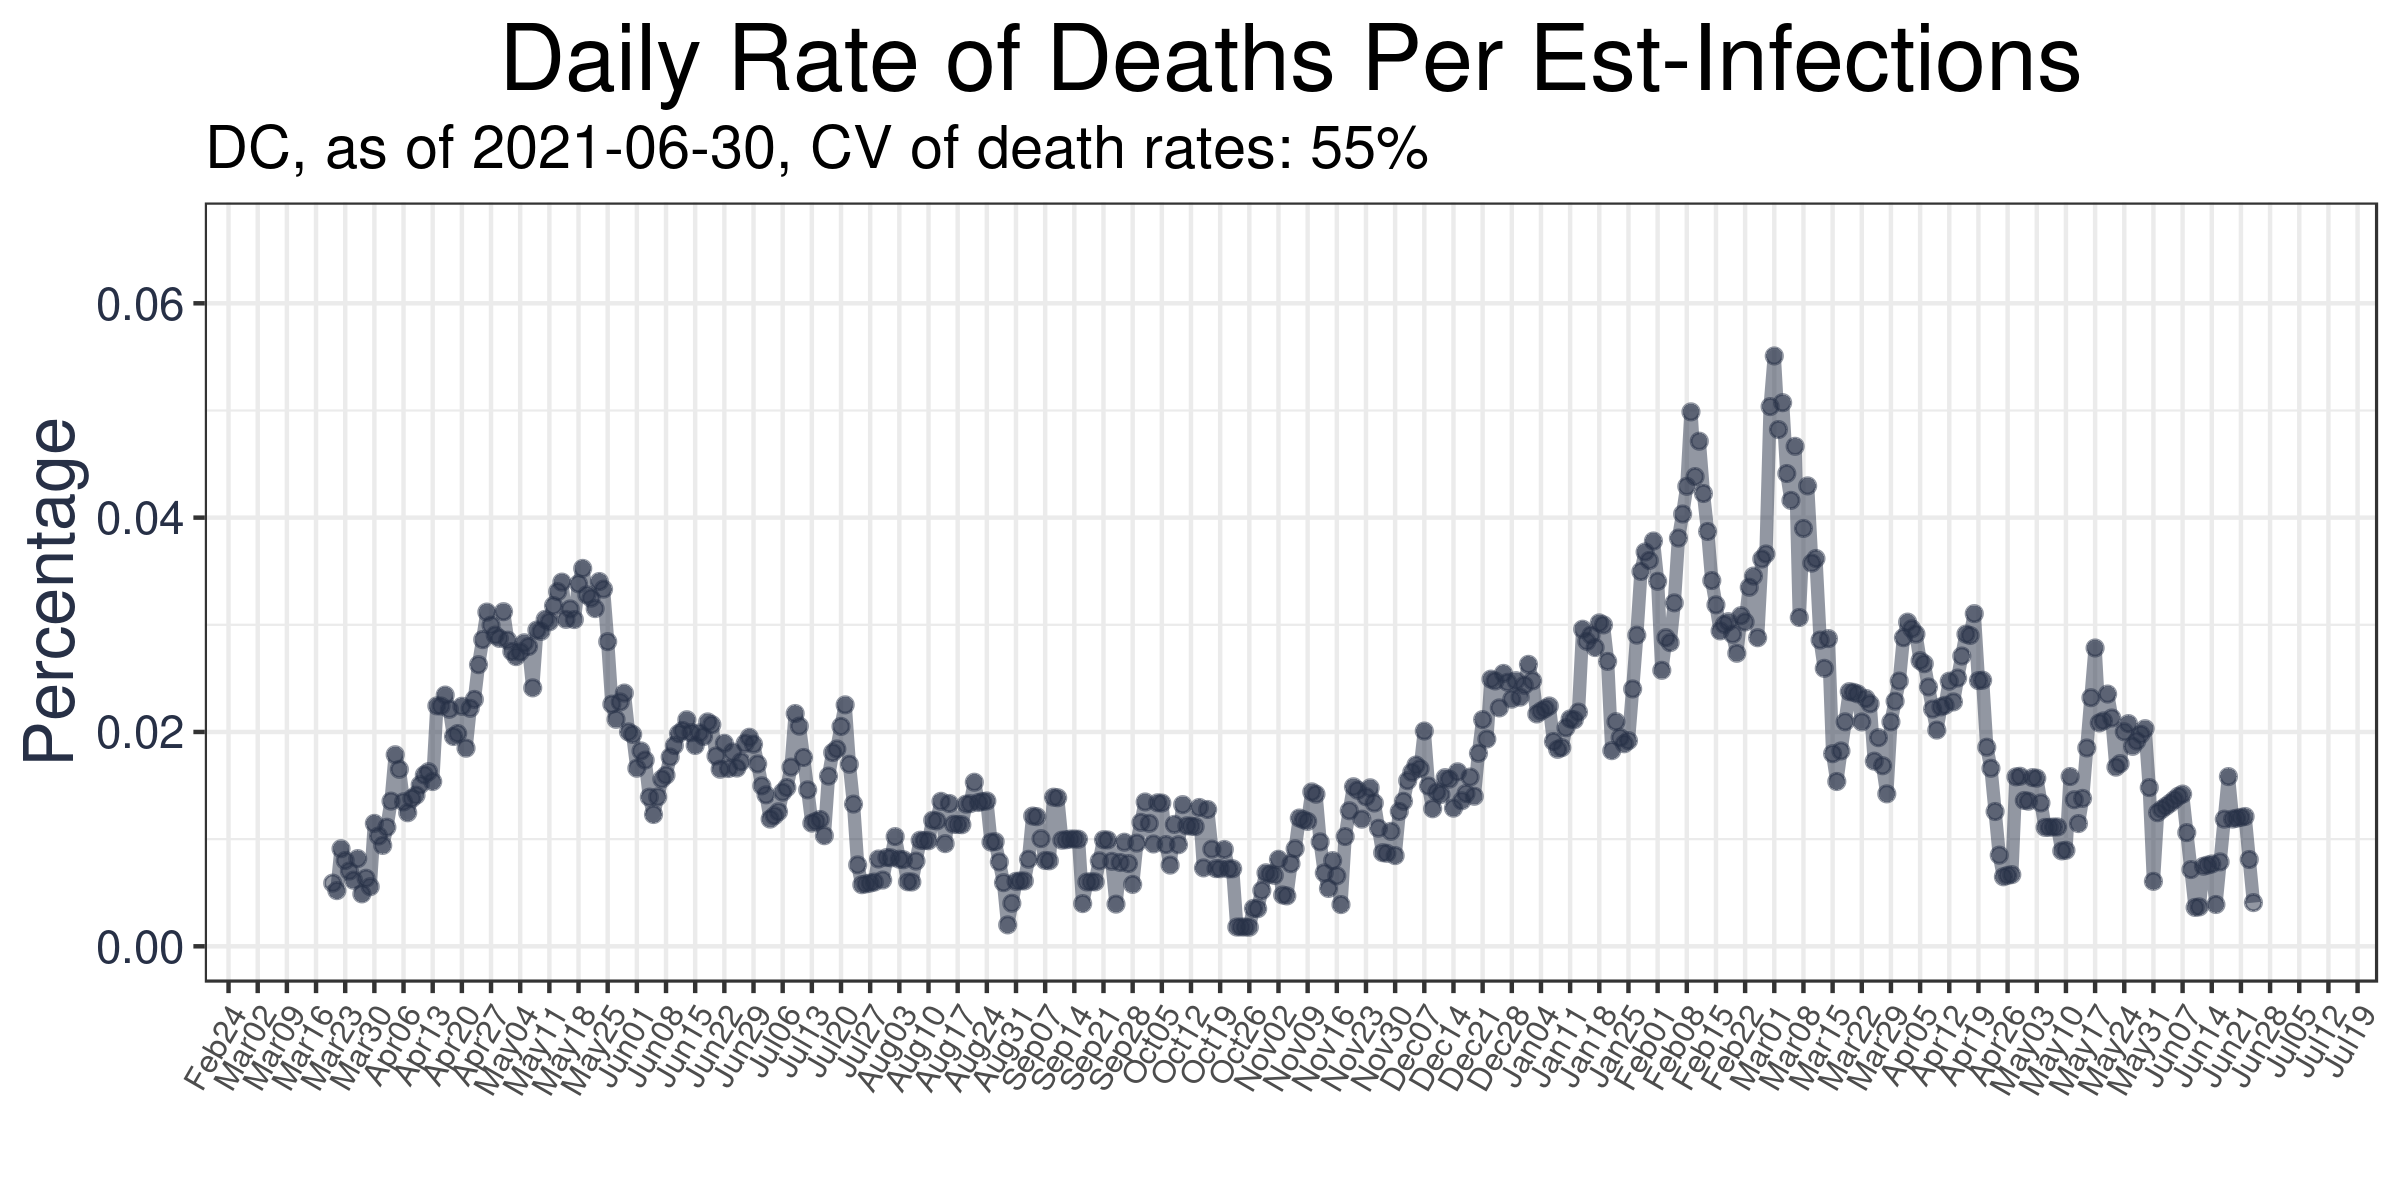 Daily Rate of Deaths Per Est-Infections
DC, as of 2021-06-30, CV of death rates: 55%
Percentage
0.06
0.04
0.02
0.00
Feb24
Mar02
Mar09
Mar16
Mar23
Mar30
Apr06
Apr13
Apr20
Apr27
May04
May11
May18
May25
Jun01
Jun08
Jun15
Jun22
Jun29
Jul06
Jul13
Jul20
Jul27
Aug03
Aug10
Aug17
Aug24
Aug31
Sep07
Sep14
Sep21
Sep28
Oct05
Oct12
Oct19
Oct26
Nov02
Nov09
Nov16
Nov23
Nov30
Dec07
Dec14
Dec21
Dec28
Jan04
Jan11
Jan18
Jan25
Feb01
Feb08
Feb15
Feb22
Mar01
Mar08
Mar15
Mar22
Mar29
Apr05
Apr12
Apr19
Apr26
May03
May10
May17
May24
May31
Jun07
Jun14
Jun21
Jun28
Jul05
Jul12
Jul19